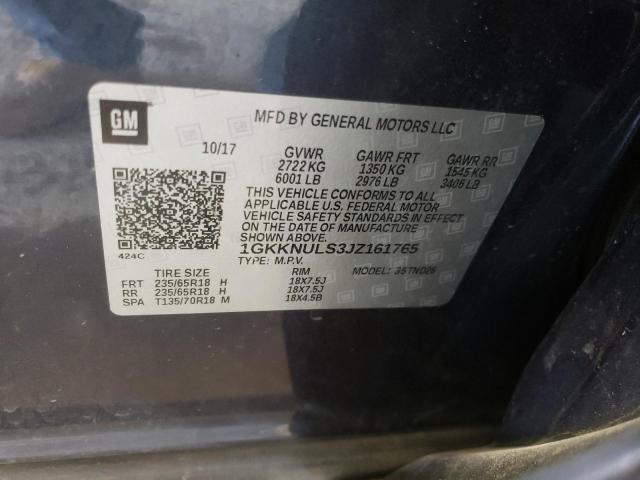 GM
MFD BY GENERAL MOTORS LLC
10/17 GVWR GAWR FRT GAWR RR
2722 KG 1350 KG 1545 KG
6001 LB 2976 LB 3406 LB
THIS VEHICLE CONFORMS TO ALL
APPLICABLE U.S. FEDERAL MOTOR
VEHICLE SAFETY STANDARDS IN EFFECT
ON THE DATE OF MANUFACTURE
SHOWN ABOVE.
424C
1GKKNULS3JZ161765
TYPE: M.P.V. MODEL: 35TND26
TIRE SIZE RIM
FRT 235/65R18 H 18X7.5J
RR 235/65R18 H 18X7.5J
SPA T135/70R18 M 18X4.5B